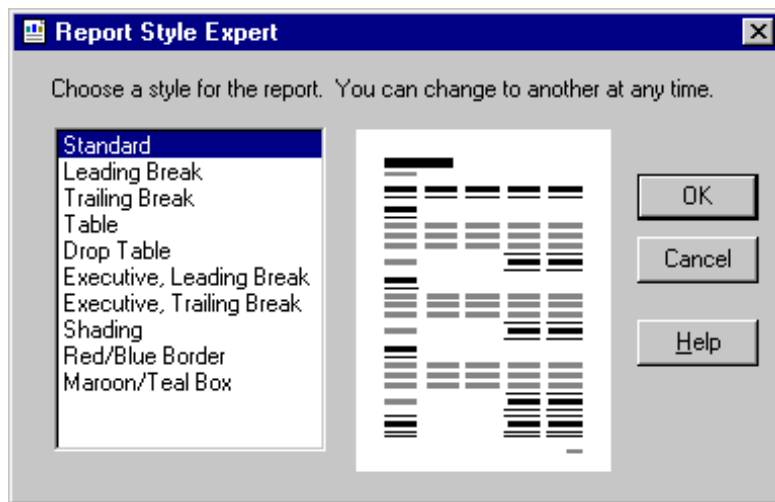 Report Style Expert
Choose a style for the report. You can change to another at any time.
Standard
Leading Break
Trailing Break
Table
Drop Table
Executive, Leading Break
Executive, Trailing Break
Shading
Red/Blue Border
Maroon/Teal Box
OK
Cancel
Help